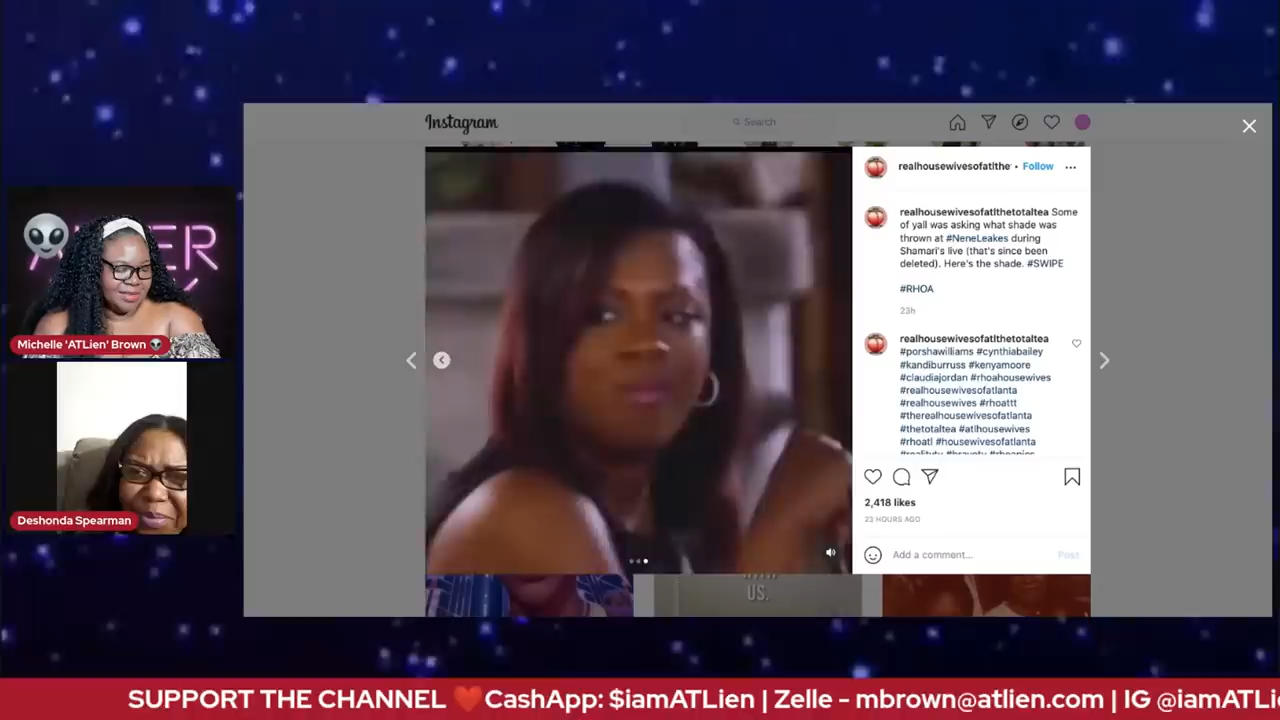 Instagram
Search
realhousewivesofatlthe • Follow
realhousewivesofatlthetotaltea Some
of yall was asking what shade was
thrown at #NeneLeakes during
Shamari's live (that's since been
deleted). Here's the shade. #SWIPE
#RHOA
23h
realhousewivesofatlthetotaltea
#porshawilliams #cynthiabailey
#kandiburruss #kenyamoore
#claudiajordan #rhoahousewives
#realhousewivesofatlanta
#realhousewives #rhoattt
#therealhousewivesofatlanta
#thetotaltea #atlhousewives
#rhoatl #housewivesofatlanta
2,418 likes
23 HOURS AGO
Add a comment...
Post
US.
Michelle 'ATLien' Brown
Deshonda Spearman
SUPPORT THE CHANNEL ❤️CashApp: $iamATLien | Zelle - mbrown@atlien.com | IG @iamATLi